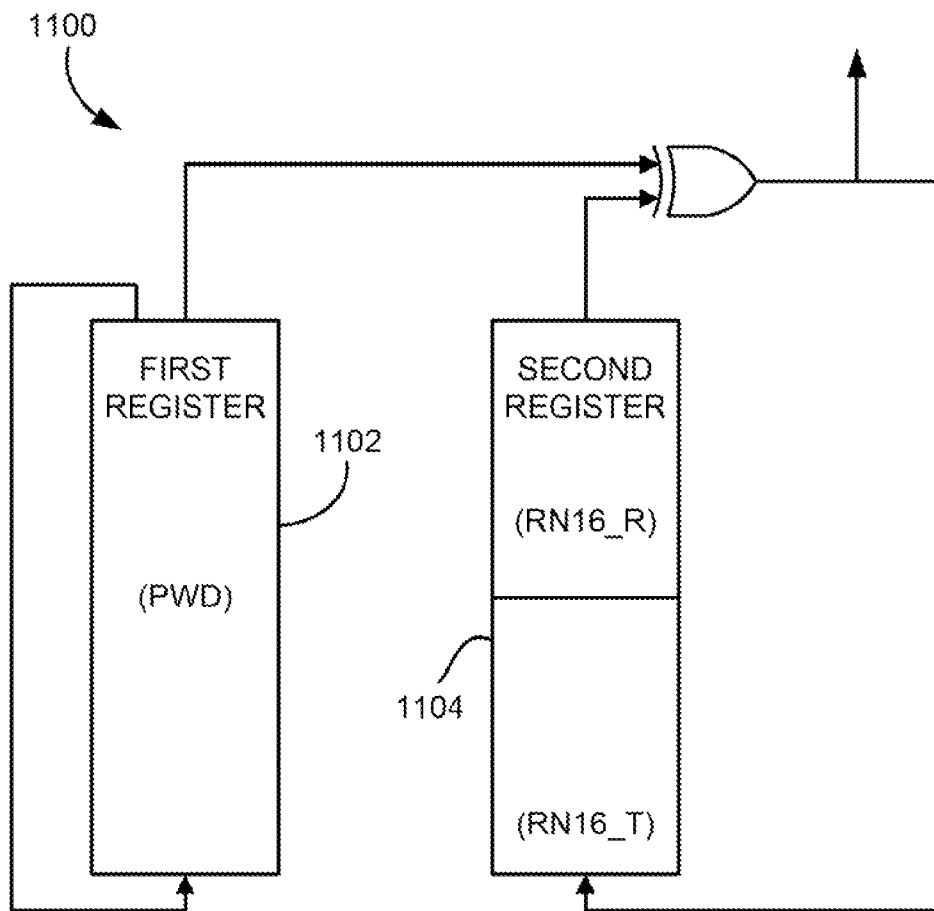 1100
FIRST
REGISTER
1102
(PWD)
SECOND
REGISTER
(RN16_R)
1104
(RN16_T)